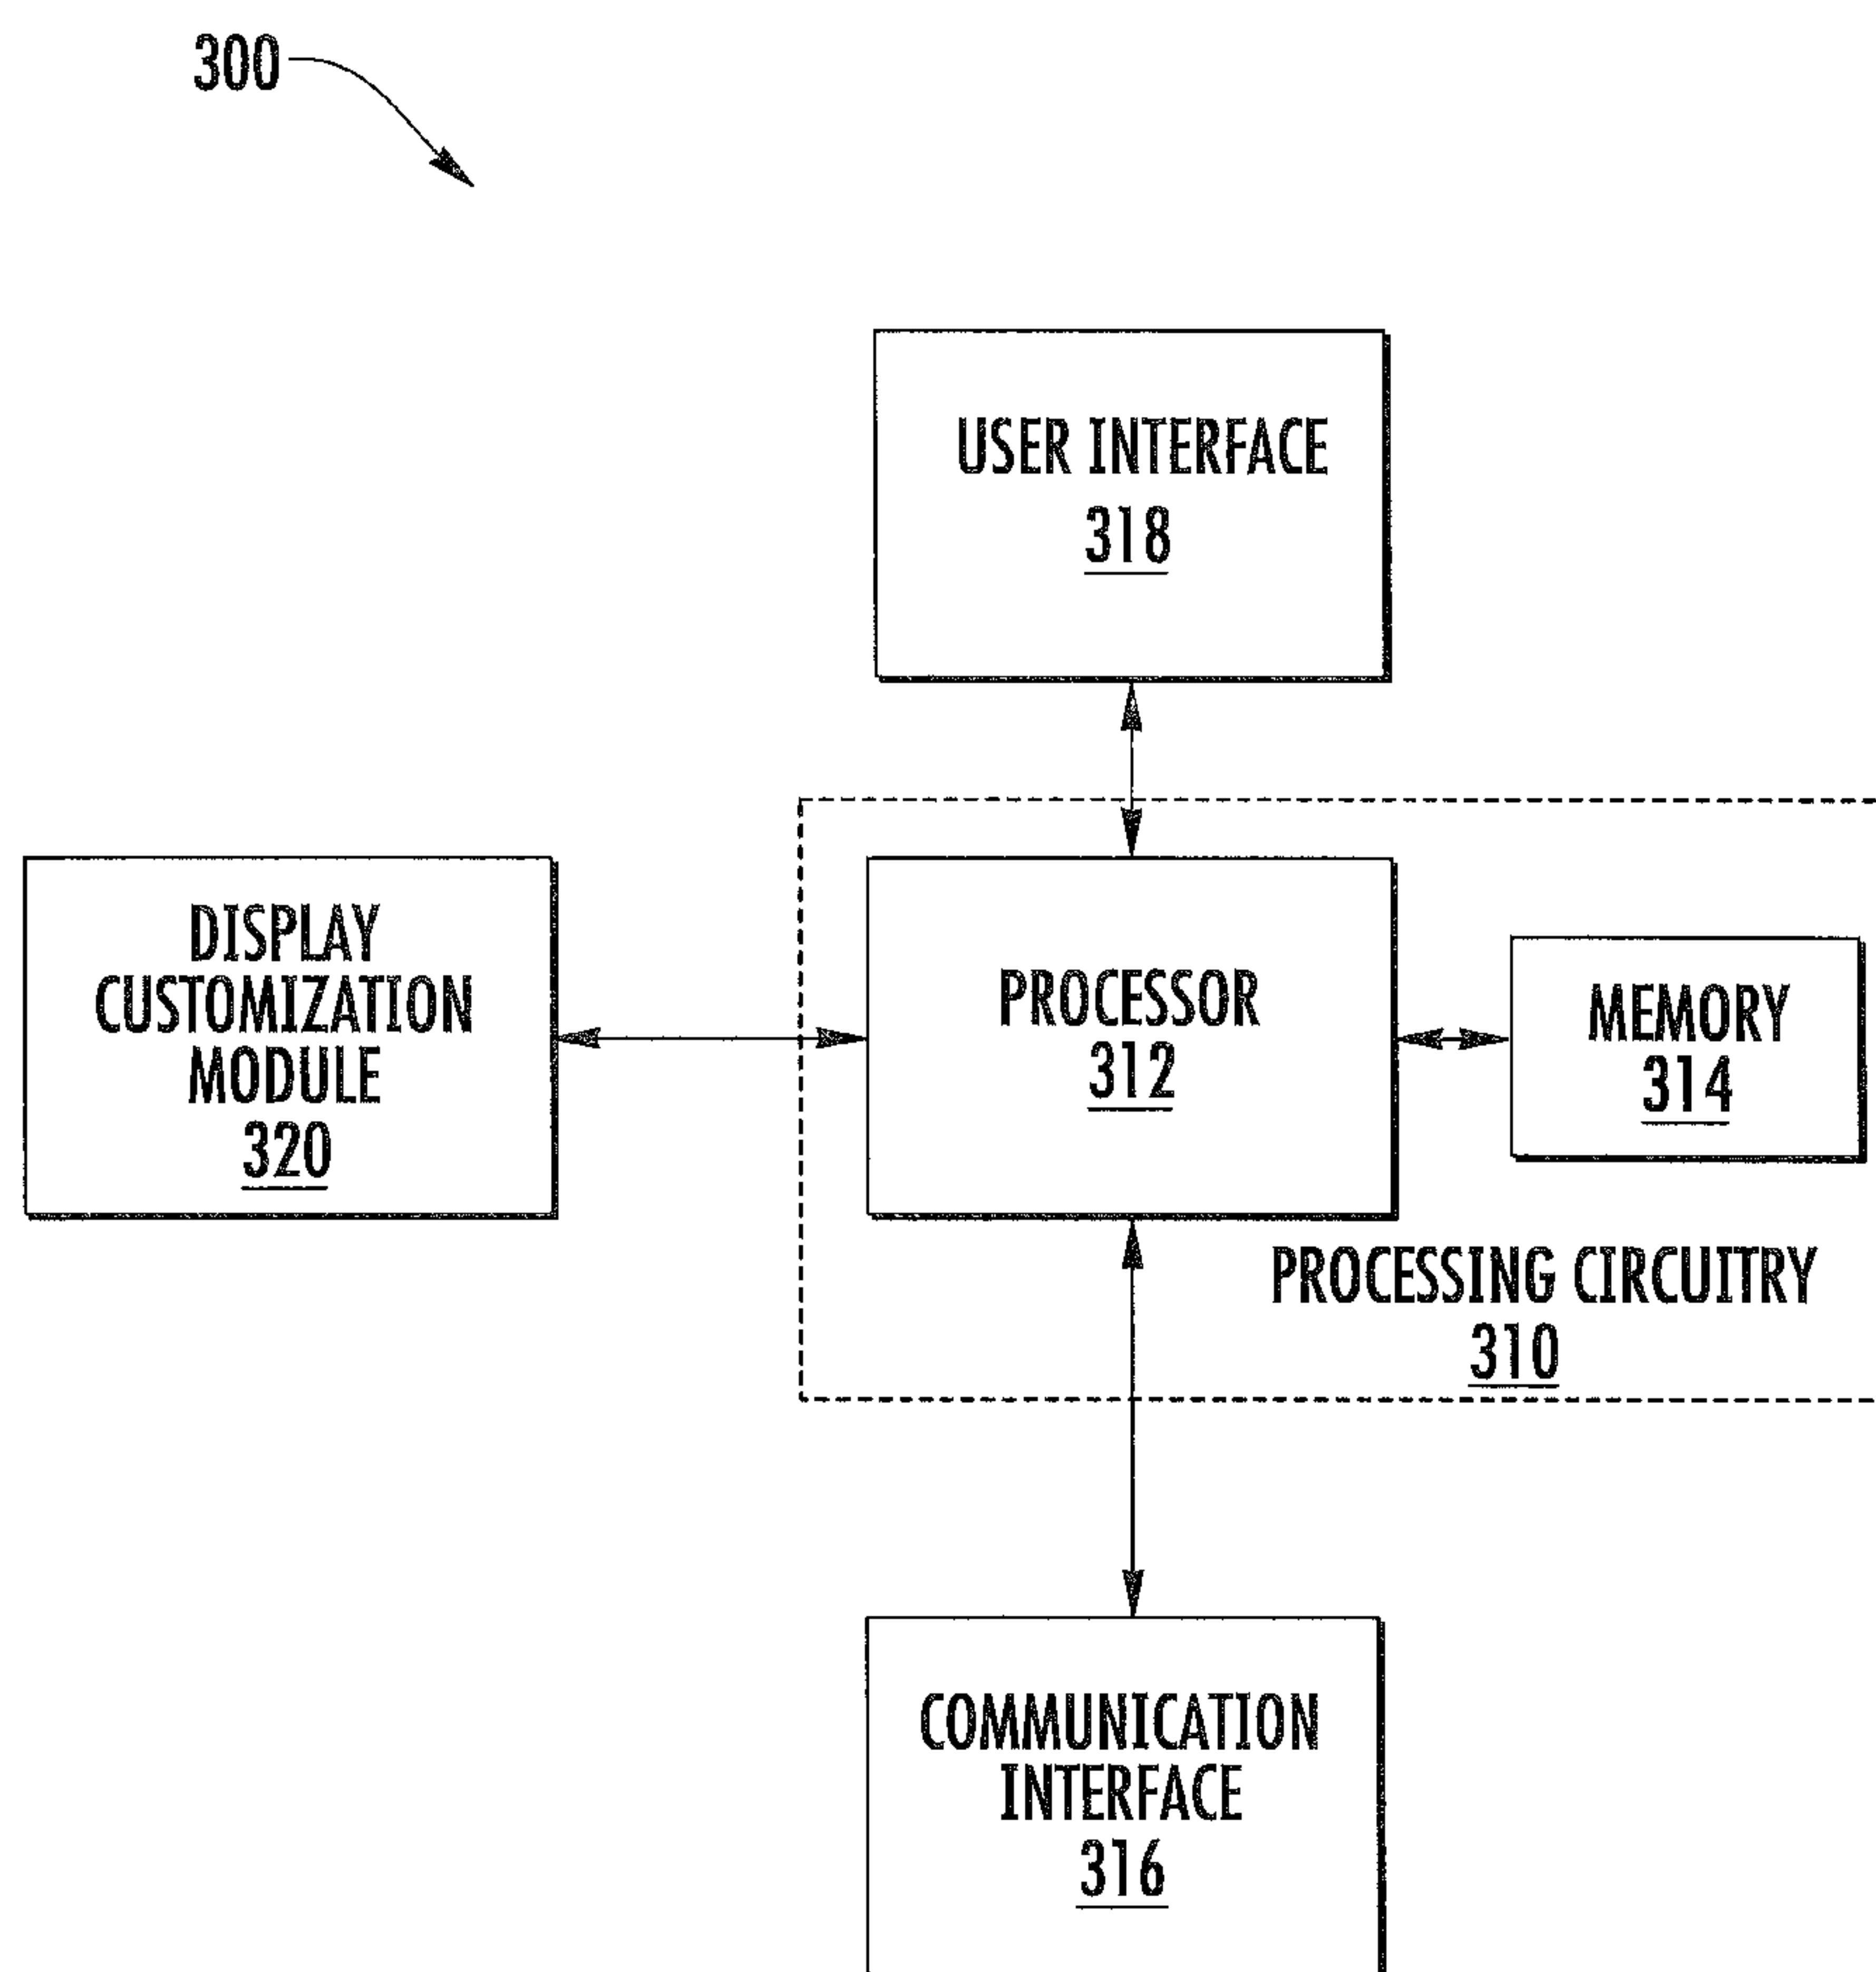 300
USER INTERFACE
318
DISPLAY
CUSTOMIZATION
MODULE
320
PROCESSOR
312
MEMORY
314
PROCESSING CIRCUITRY
310
COMMUNICATION
INTERFACE
316